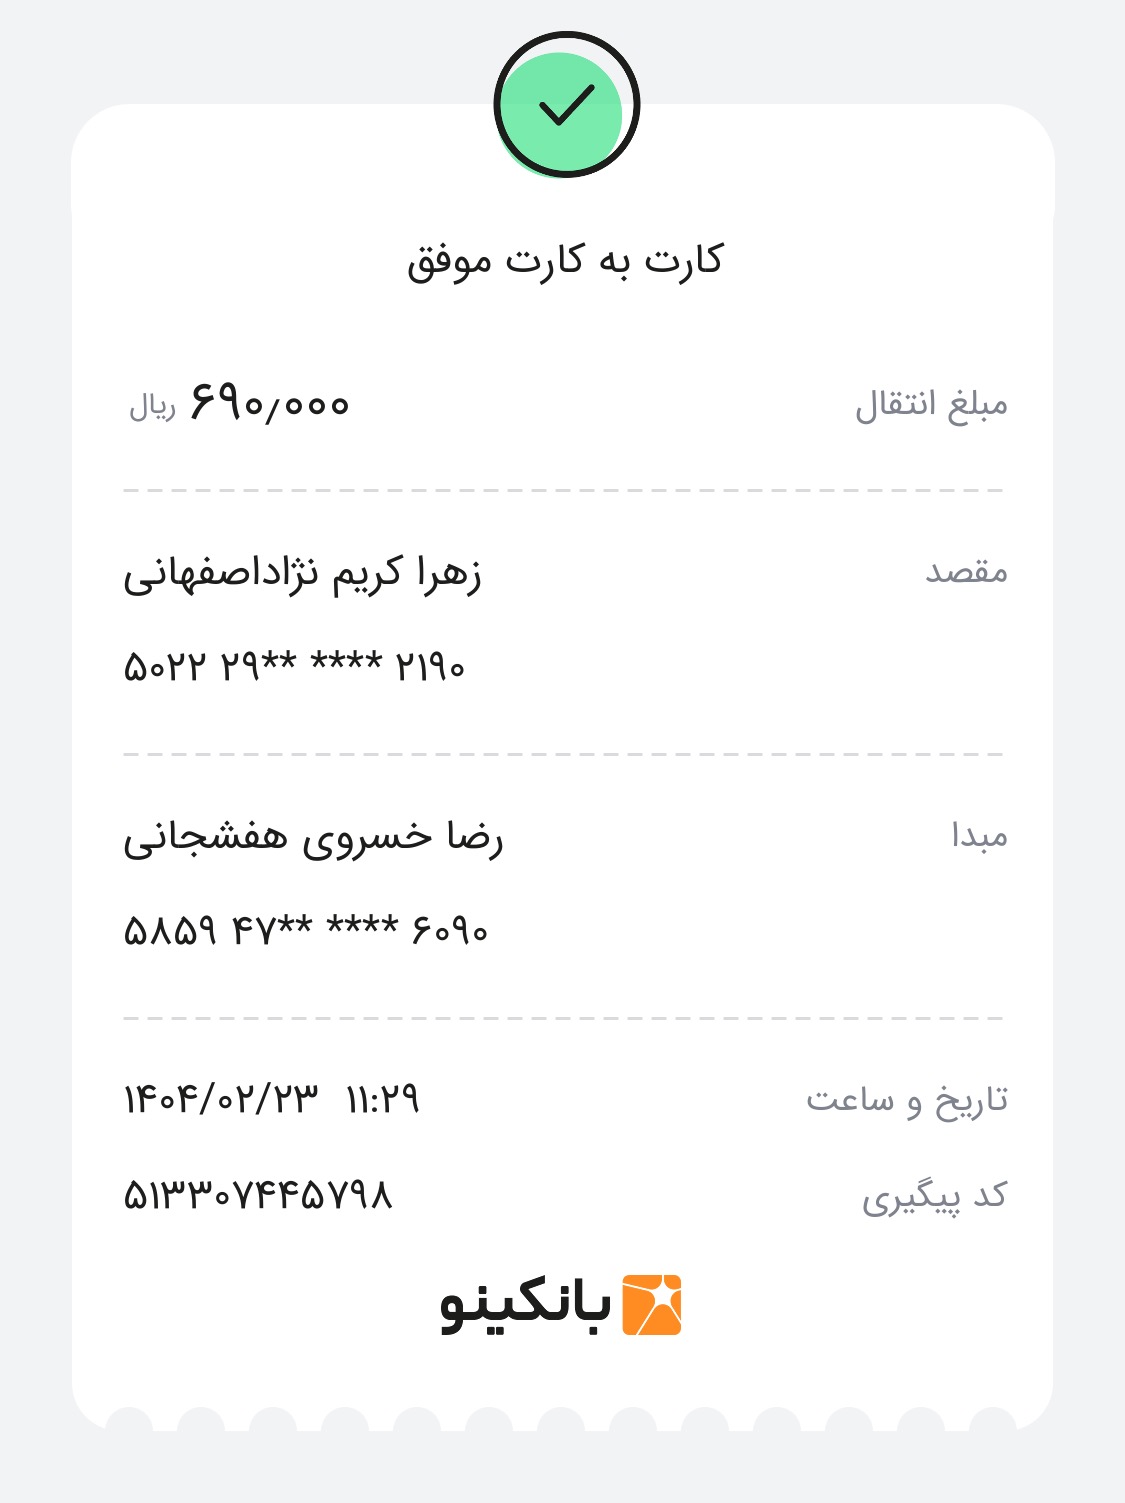 کارت به کارت موفق
مبلغ انتقال ۶۹۰٫۰۰۰ ریال
مقصد زهرا کریم نژاداصفهانی
۵۰۲۲ ۲۹** **** ۲۱۹۰
مبدا رضا خسروی هفشجانی
۵۸۵۹ ۴۷** **** ۶۰۹۰
تاریخ و ساعت ۱۴۰۴/۰۲/۲۳ ۱۱:۲۹
کد پیگیری ۵۱۳۳۰۷۴۴۵۷۹۸
بانکینو